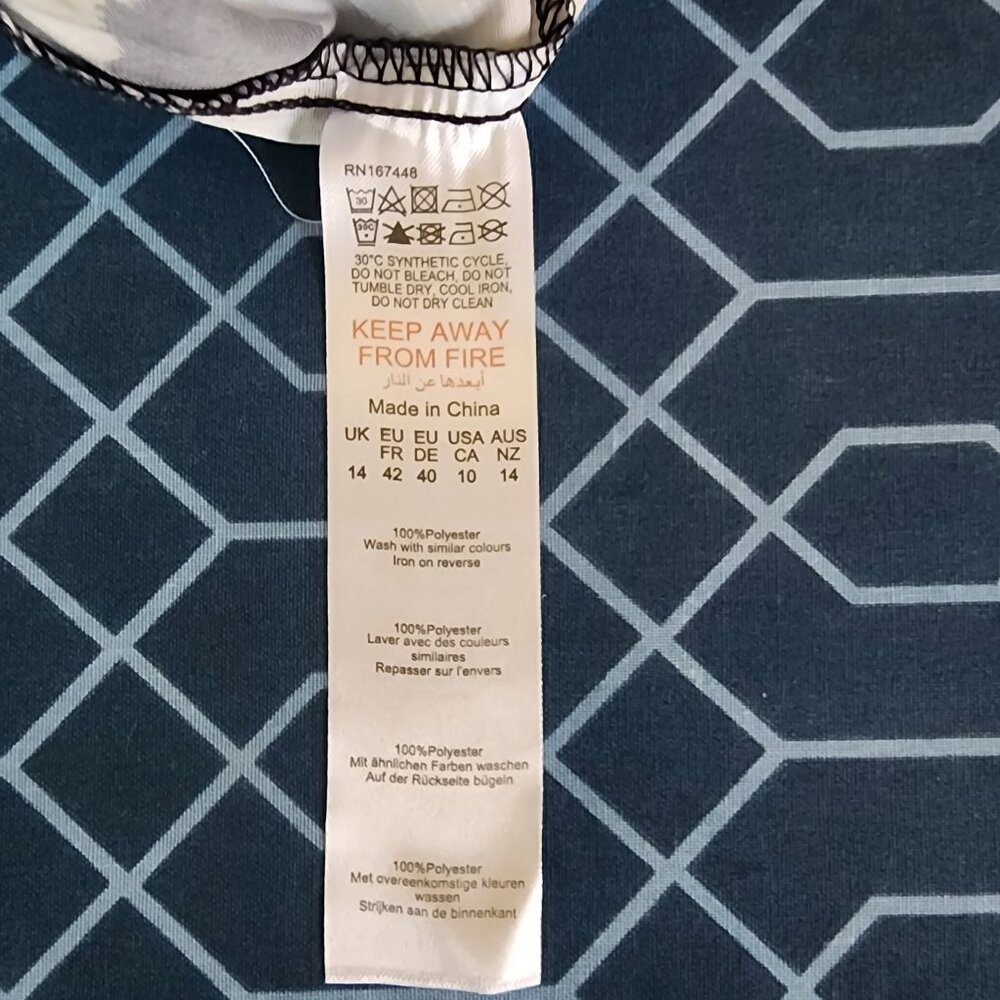 RN167448
30
30C
30°C SYNTHETIC CYCLE,
DO NOT BLEACH, DO NOT
TUMBLE DRY, COOL IRON,
DO NOT DRY CLEAN
KEEP AWAY
FROM FIRE
أبعدها عن النار
Made in China
UK EU EU USA AUS
FR DE CA NZ
14 42 40 10 14
100%Polyester
Wash with similar colours
Iron on reverse
100%Polyester
Laver avec des couleurs
similaires
Repasser sur l'envers
100%Polyester
Mit ähnlichen Farben waschen
Auf der Rückseite bügeln
100%Polyester
Met overeenkomstige kleuren
wassen
Strijken aan de binnenkant